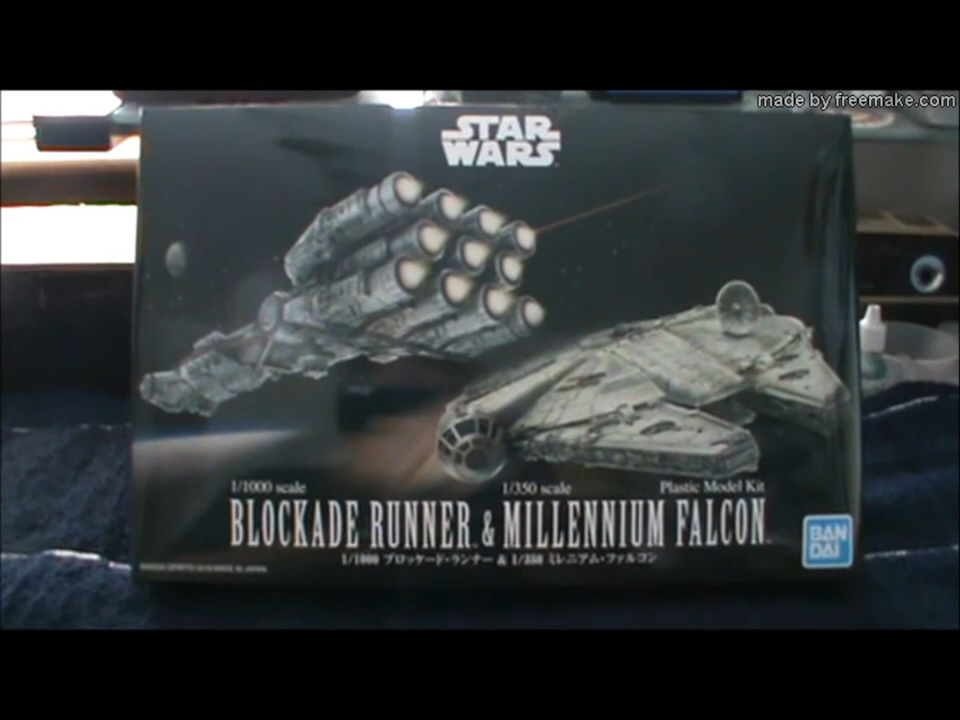 made by freemake.com
STAR
WARS
1/1000 scale 1/350 scale Plastic Model Kit
BLOCKADE RUNNER & MILLENNIUM FALCON
1/1000 ブロッケード・ランナー & 1/350 ミレニアム・ファルコン
BAN
DAI